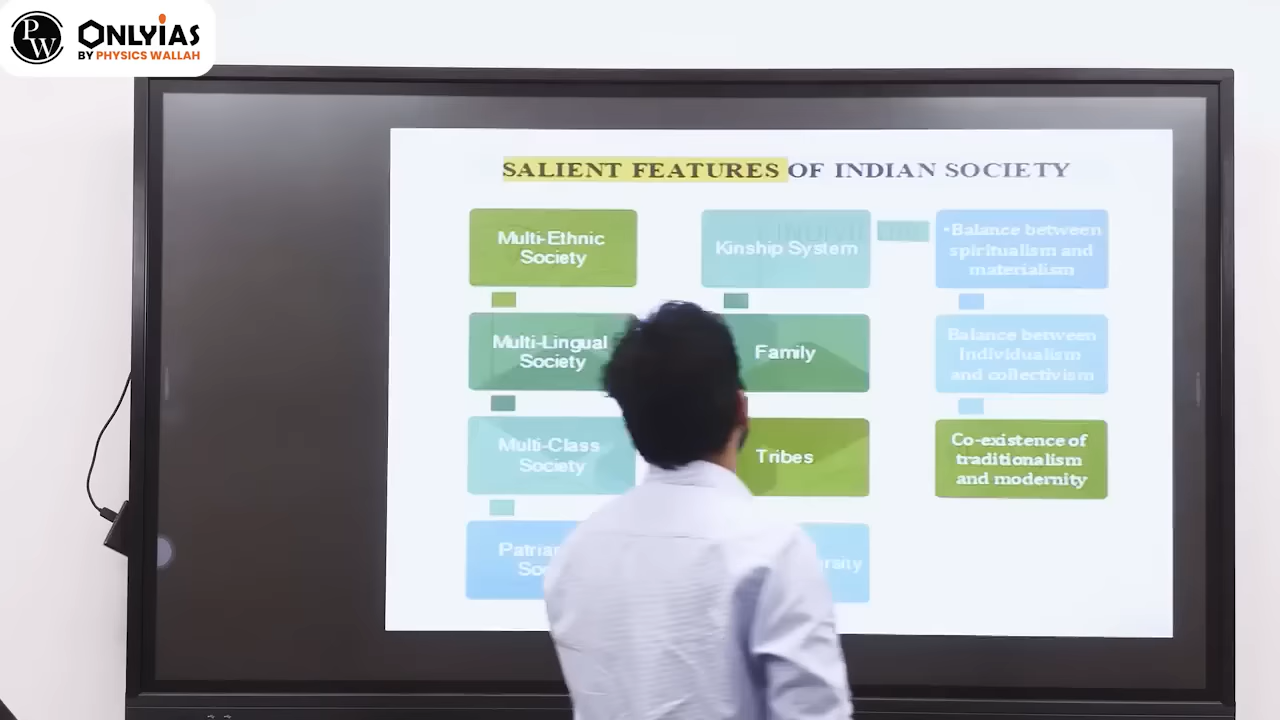 PW
ONLYIAS
BY PHYSICS WALLAH
SALIENT FEATURES OF INDIAN SOCIETY
Multi-Ethnic
Society
Multi-Lingual
Society
Multi-Class
Society
Kinship System
Family
Tribes
•Balance between
spiritualism and
materialism
Balance between
Individualism
and collectivism
Co-existence of
traditionalism
and modernity